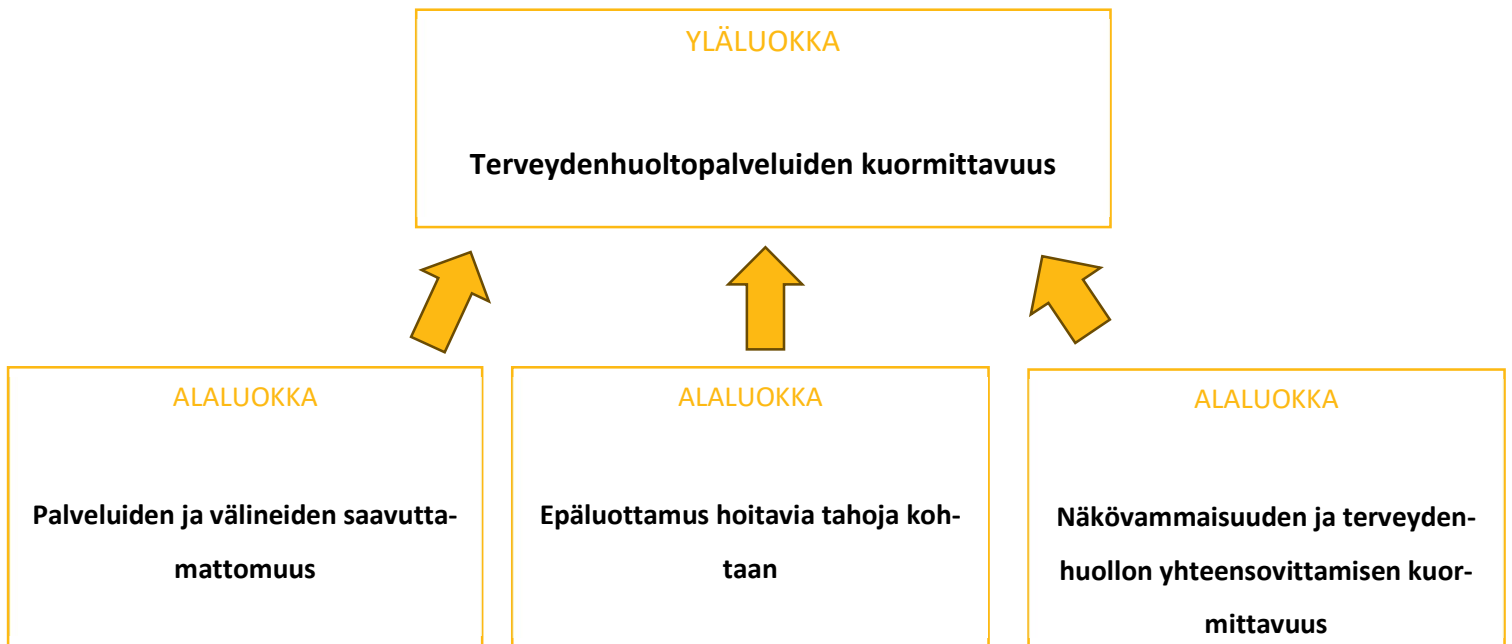 YLÄLUOKKA
Terveydenhuoltopalveluiden kuormittavuus
ALALUOKKA
Palveluiden ja välineiden saavutta-
mattomuus
ALALUOKKA
Epäluottamus hoitavia tahoja koh-
taan
ALALUOKKA
Näkövammaisuuden ja terveyden-
huollon yhteensovittamisen kuor-
mittavuus